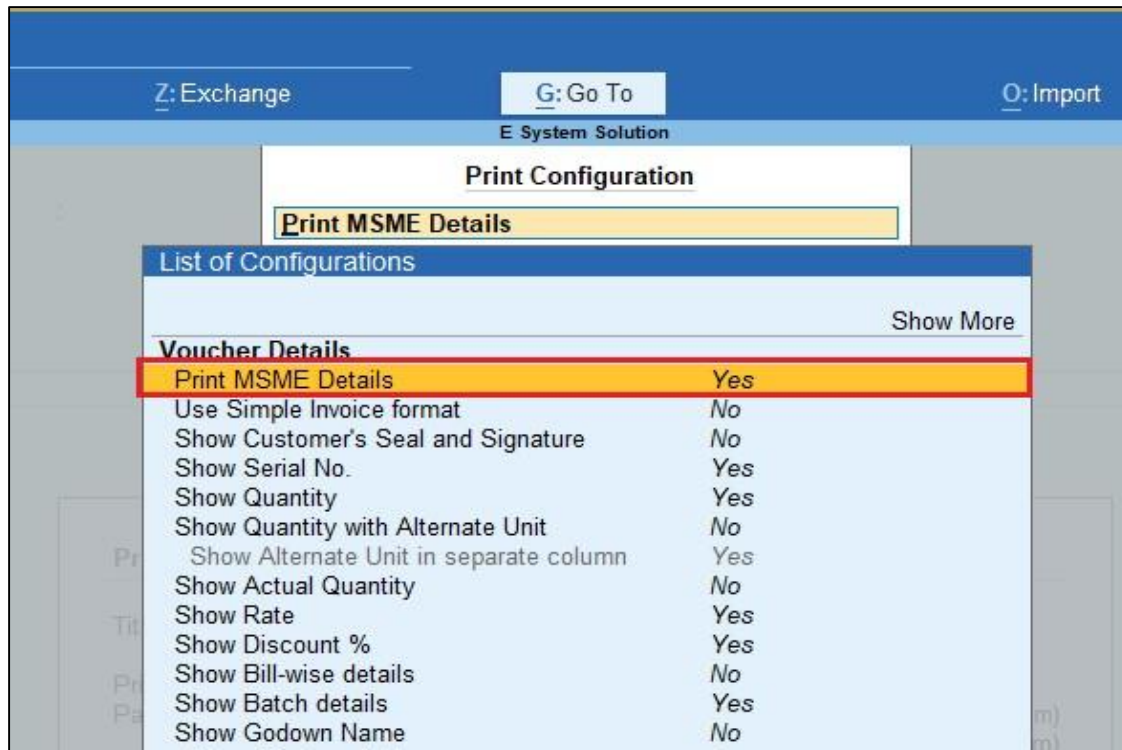 Z: Exchange G: Go To O: Import
E System Solution
Print Configuration
Print MSME Details
List of Configurations
Show More
Voucher Details
Print MSME Details Yes
Use Simple Invoice format No
Show Customer's Seal and Signature No
Show Serial No. Yes
Show Quantity Yes
Show Quantity with Alternate Unit No
Show Alternate Unit in separate column Yes
Show Actual Quantity No
Show Rate Yes
Show Discount % Yes
Show Bill-wise details No
Show Batch details Yes
Show Godown Name No